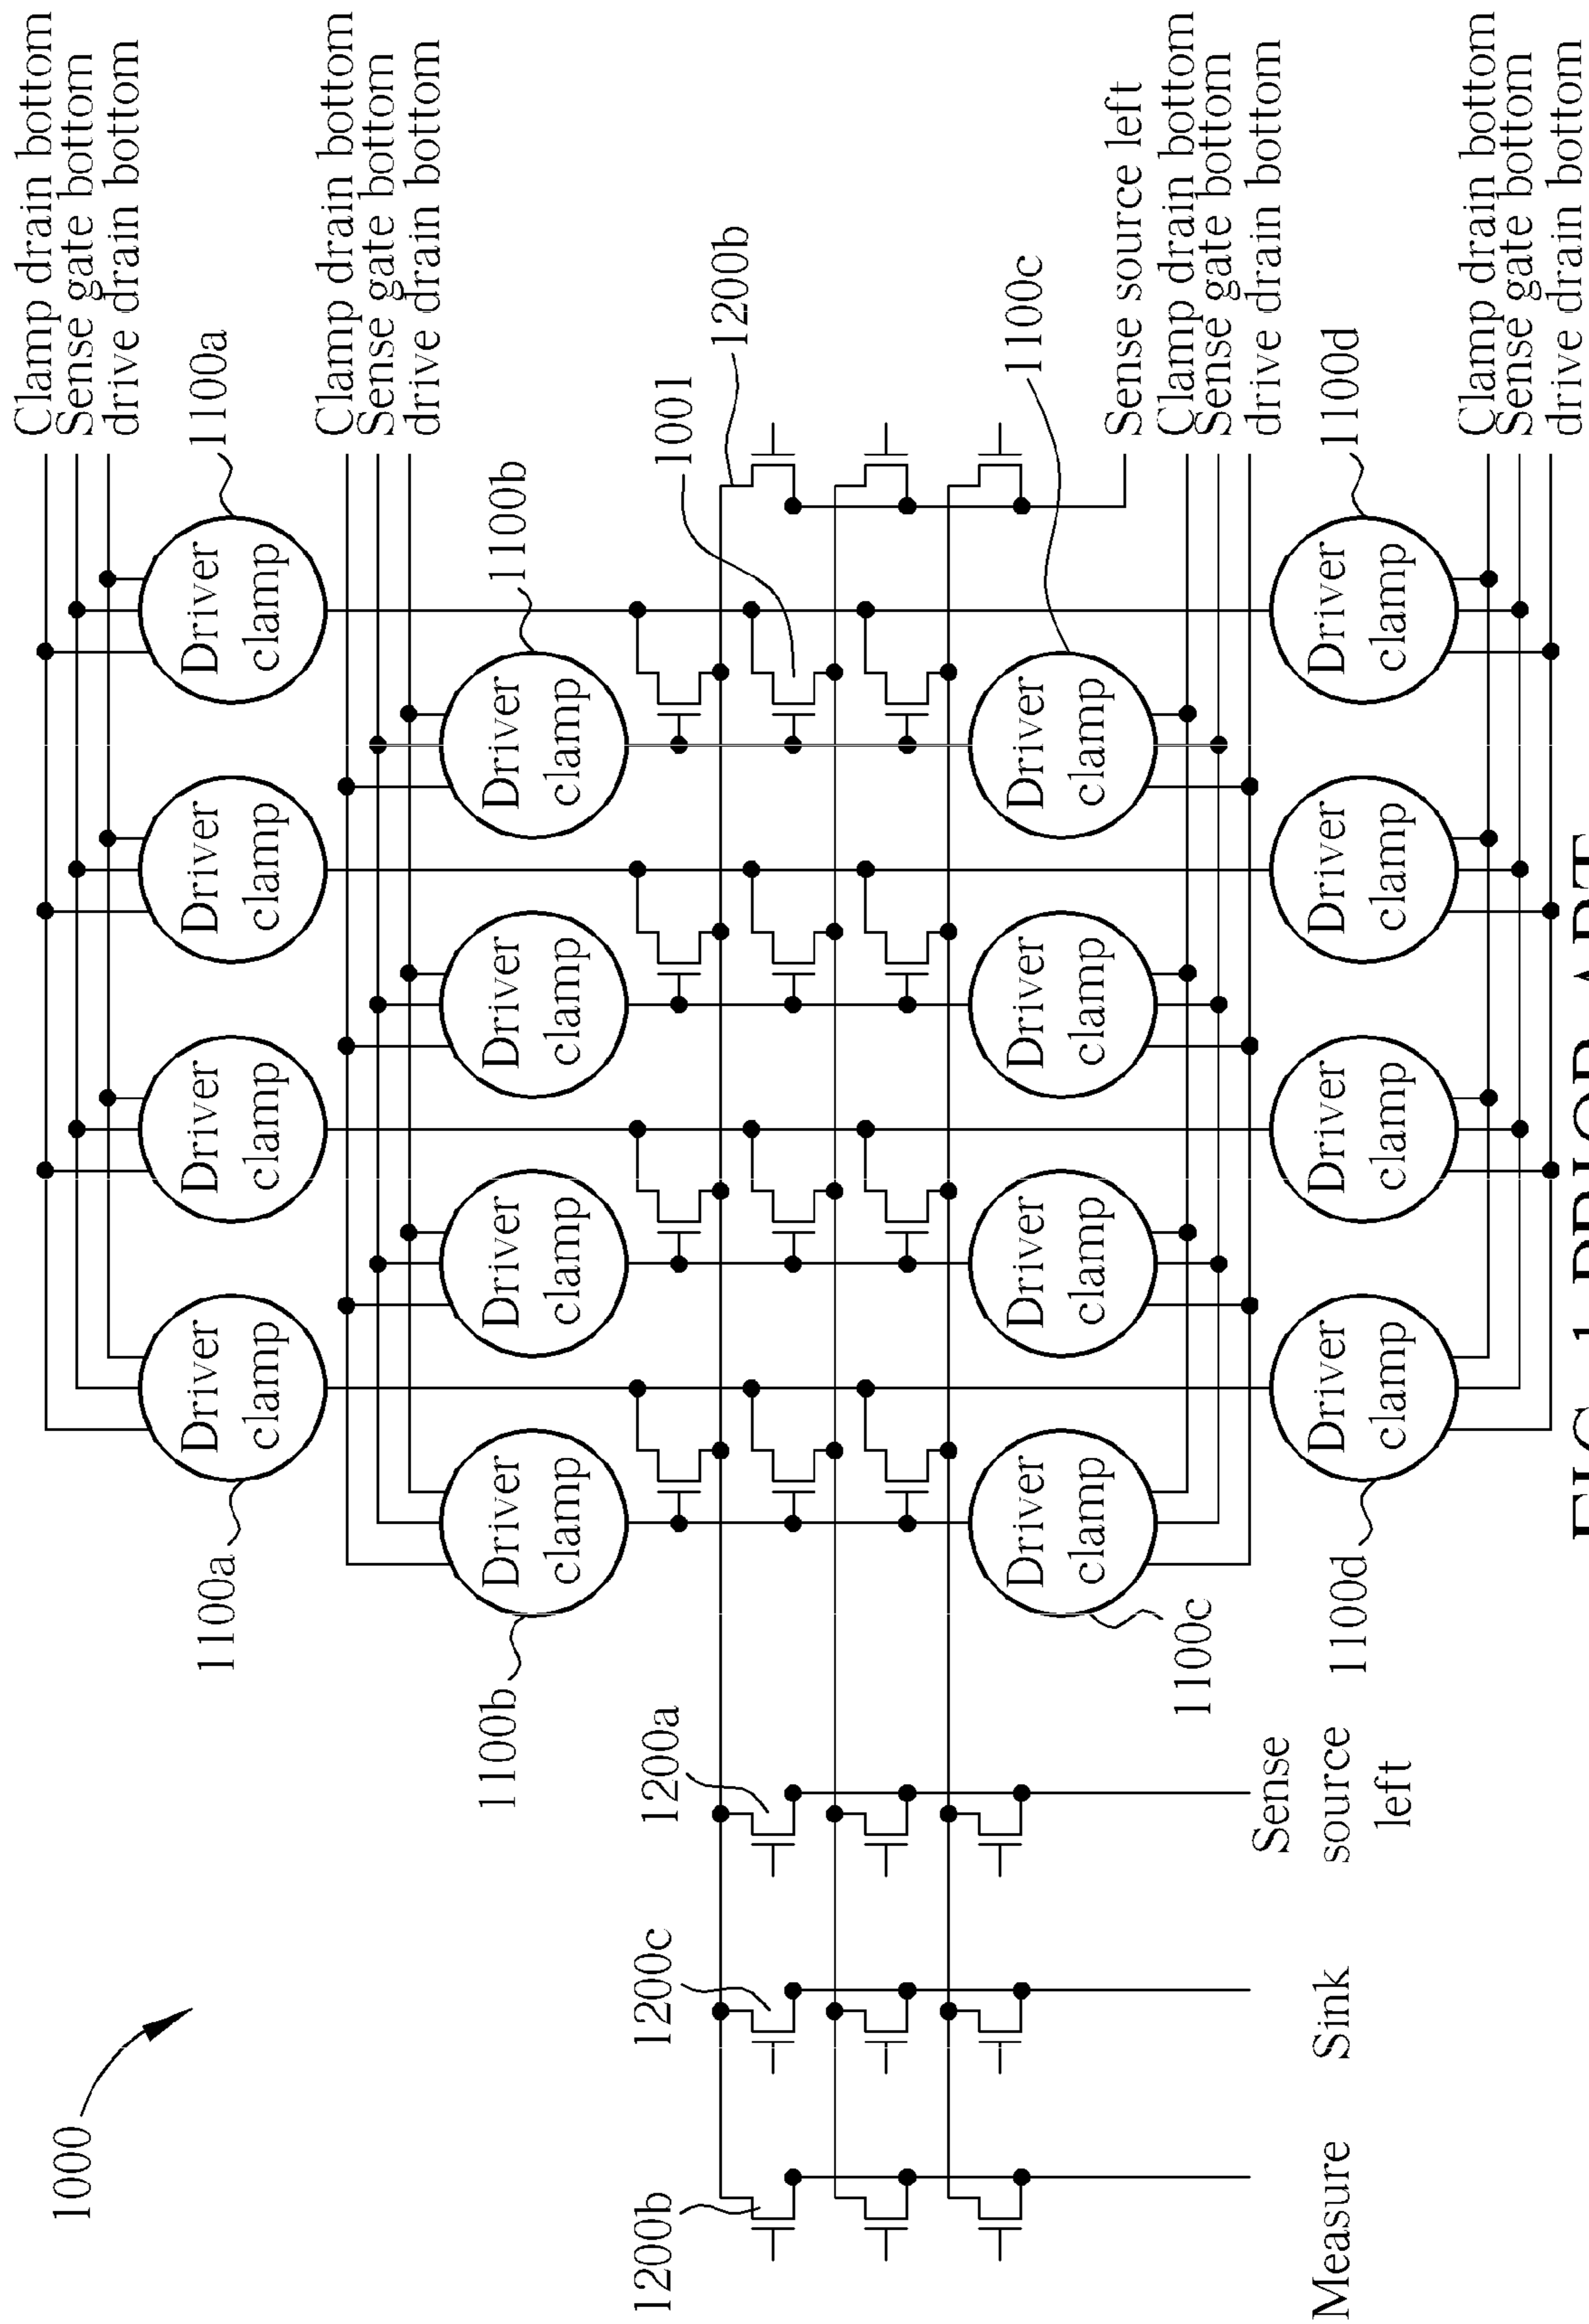 1000
Clamp drain bottom
Sense gate bottom
drive drain bottom
1100a
Driver
clamp
Driver
clamp
Driver
clamp
Driver
clamp
1100a
Clamp drain bottom
Sense gate bottom
drive drain bottom
1100b
Driver
clamp
Driver
clamp
Driver
clamp
Driver
clamp
1100b
1200b
1200c
1200a
1001
1200b
1100c
Driver
clamp
Driver
clamp
Driver
clamp
Driver
clamp
1100c
Sense source left
Clamp drain bottom
Sense gate bottom
drive drain bottom
Measure
Sink
Sense
source
left
1100d
Driver
clamp
Driver
clamp
Driver
clamp
Driver
clamp
1100d
Clamp drain bottom
Sense gate bottom
drive drain bottom
FIG. 1 PRIOR ART